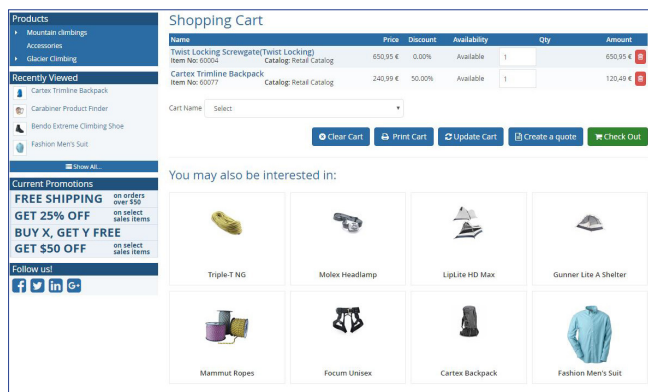 Products
Mountain climbings
Accessories
Glacier Climbing
Recently Viewed
Cartex Trimline Backpack
Carabiner Product Finder
Bendo Extreme Climbing Shoe
Fashion Men's Suit
Show All...
Current Promotions
FREE SHIPPING on orders over $50
GET 25% OFF on select sales items
BUY X, GET Y FREE
GET $50 OFF on select sales items
Follow us!
Shopping Cart
Name Price Discount Availability Qty Amount
Twist Locking Screwgate(Twist Locking)
Item No: 60004 Catalog: Retail Catalog 650,95 € 0.00% Available 1 650,95 €
Cartex Trimline Backpack
Item No: 60077 Catalog: Retail Catalog 240,99 € 50.00% Available 1 120,49 €
Cart Name Select
Clear Cart Print Cart Update Cart Create a quote Check Out
You may also be interested in:
Triple-T NG Molex Headlamp LipLite HD Max Gunner Lite A Shelter
Mammut Ropes Focum Unisex Cartex Backpack Fashion Men's Suit